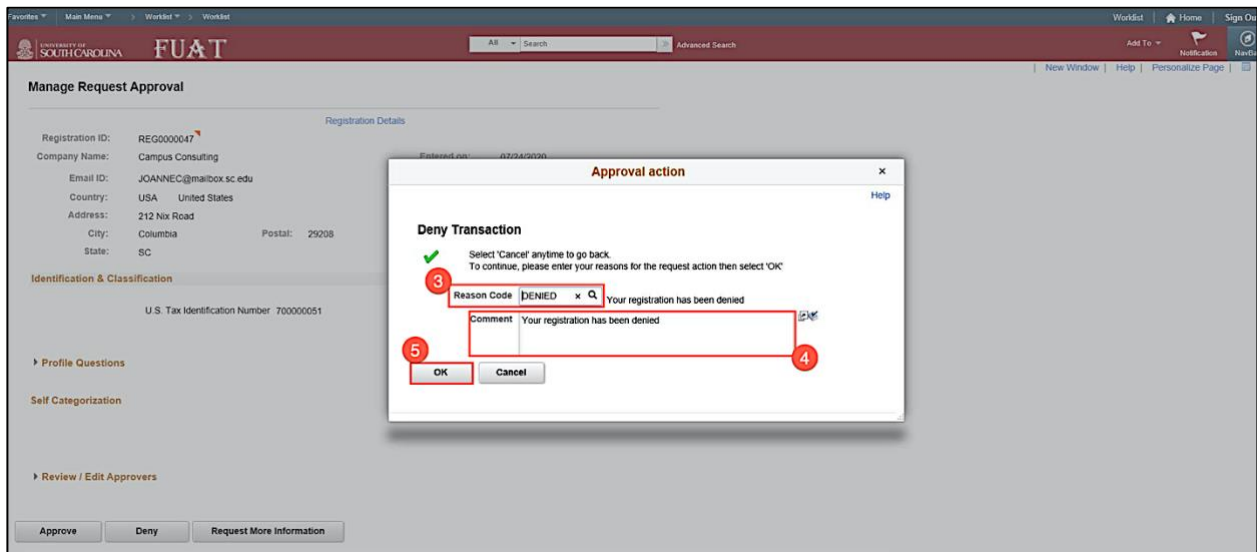 Favorites Main Menu > Worklist > Worklist Worklist Home Sign Ou
UNIVERSITY OF SOUTH CAROLINA FUAT All Search Advanced Search Add To Notification NavBa
New Window | Help | Personalize Page |
Manage Request Approval
Registration Details
Registration ID: REG0000047
Company Name: Campus Consulting Entered on: 07/24/2020
Email ID: JOANNEC@mailbox.sc.edu
Country: USA United States
Address: 212 Nix Road
City: Columbia Postal: 29208
State: SC
Identification & Classification
U.S. Tax Identification Number 700000051
Profile Questions
Self Categorization
Review / Edit Approvers
Approve Deny Request More Information
Approval action ×
Help
Deny Transaction
Select 'Cancel' anytime to go back.
To continue, please enter your reasons for the request action then select 'OK'
3
Reason Code DENIED × Your registration has been denied
Comment Your registration has been denied
4
5
OK Cancel